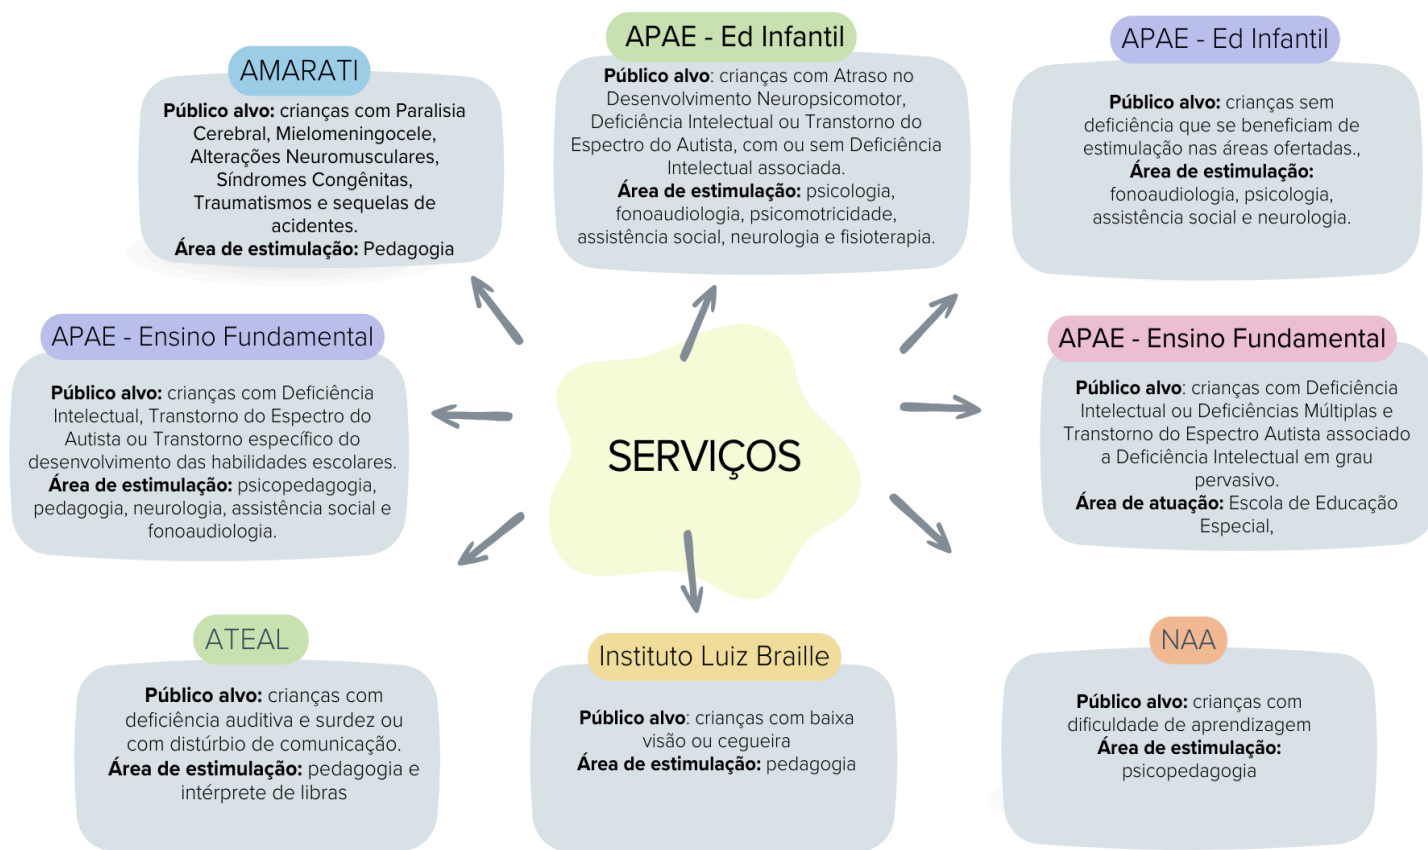 AMARATI
Público alvo: crianças com Paralisia
Cerebral, Mielomeningocele,
Alterações Neuromusculares,
Síndromes Congênitas,
Traumatismos e sequelas de
acidentes.
Área de estimulação: Pedagogia
APAE - Ed Infantil
Público alvo: crianças com Atraso no
Desenvolvimento Neuropsicomotor,
Deficiência Intelectual ou Transtorno do
Espectro do Autista, com ou sem Deficiência
Intelectual associada.
Área de estimulação: psicologia,
fonoaudiologia, psicomotricidade,
assistência social, neurologia e fisioterapia.
APAE - Ed Infantil
Público alvo: crianças sem
deficiência que se beneficiam de
estimulação nas áreas ofertadas.,
Área de estimulação:
fonoaudiologia, psicologia,
assistência social e neurologia.
APAE - Ensino Fundamental
Público alvo: crianças com Deficiência
Intelectual, Transtorno do Espectro do
Autista ou Transtorno específico do
desenvolvimento das habilidades escolares.
Área de estimulação: psicopedagogia,
pedagogia, neurologia, assistência social e
fonoaudiologia.
SERVIÇOS
APAE - Ensino Fundamental
Público alvo: crianças com Deficiência
Intelectual ou Deficiências Múltiplas e
Transtorno do Espectro Autista associado
a Deficiência Intelectual em grau
pervasivo.
Área de atuação: Escola de Educação
Especial,
ATEAL
Público alvo: crianças com
deficiência auditiva e surdez ou
com distúrbio de comunicação.
Área de estimulação: pedagogia e
intérprete de libras
Instituto Luiz Braille
Público alvo: crianças com baixa
visão ou cegueira
Área de estimulação: pedagogia
NAA
Público alvo: crianças com
dificuldade de aprendizagem
Área de estimulação:
psicopedagogia